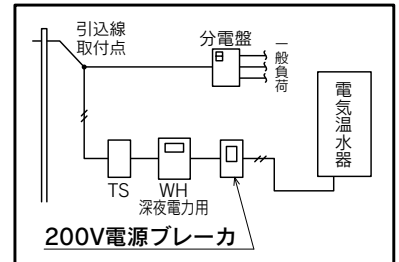 引込線
取付点
分電盤
一般負荷
電気温水器
TS
WH
深夜電力用
200V電源ブレーカ